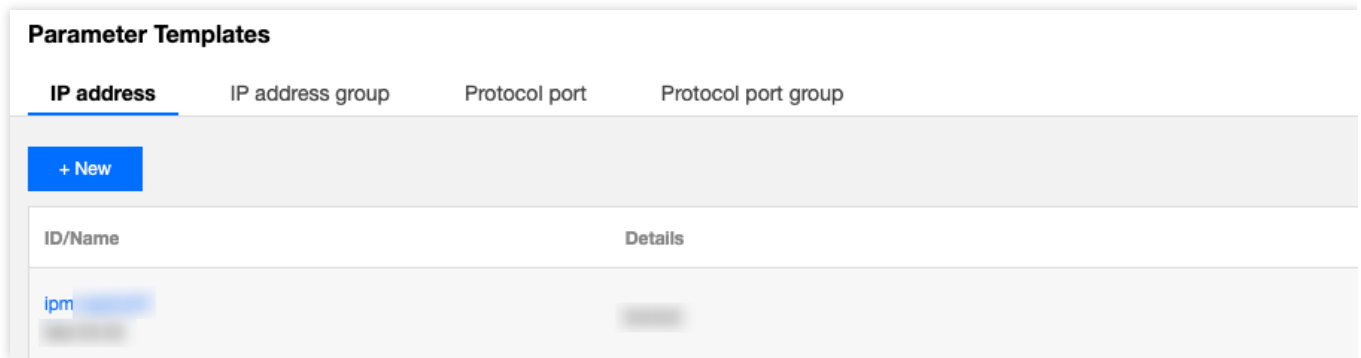 Parameter Templates
IP address IP address group Protocol port Protocol port group
+ New
ID/Name Details
ipm